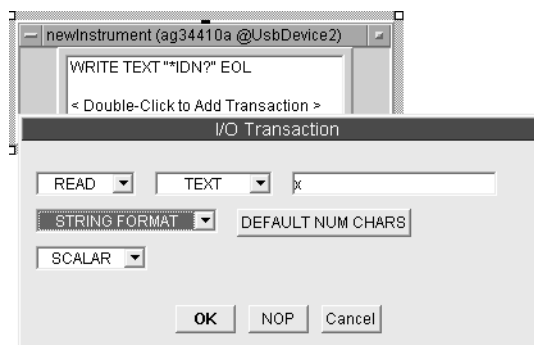 newInstrument (ag34410a @UsbDevice2)
WRITE TEXT "*IDN?" EOL
< Double-Click to Add Transaction >
I/O Transaction
READ TEXT x
STRING FORMAT DEFAULT NUM CHARS
SCALAR
OK NOP Cancel